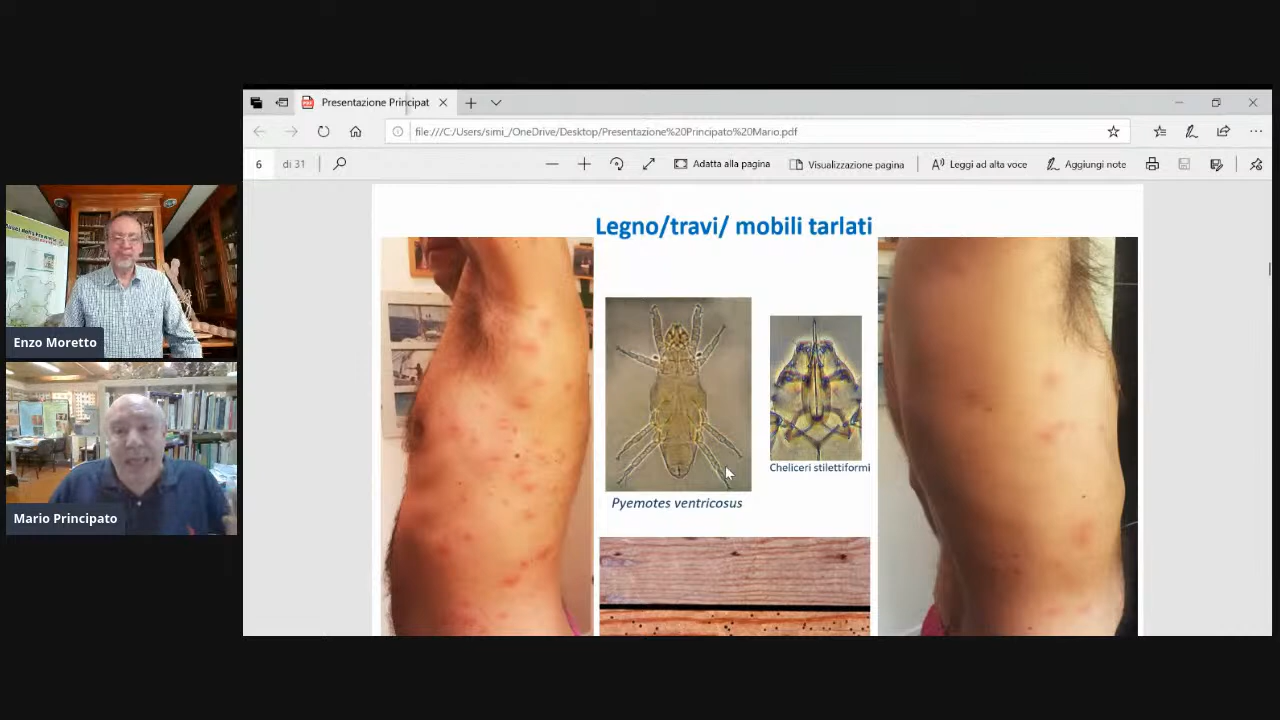 Presentazione Principat
file:///C:/Users/simi_/OneDrive/Desktop/Presentazione%20Principato%20Mario.pdf
6 di 31
Adatta alla pagina
Visualizzazione pagina
Leggi ad alta voce
Aggiungi note
Legno/travi/ mobili tarlati
Cheliceri stilettiformi
Pyemotes ventricosus
Enzo Moretto
Mario Principato